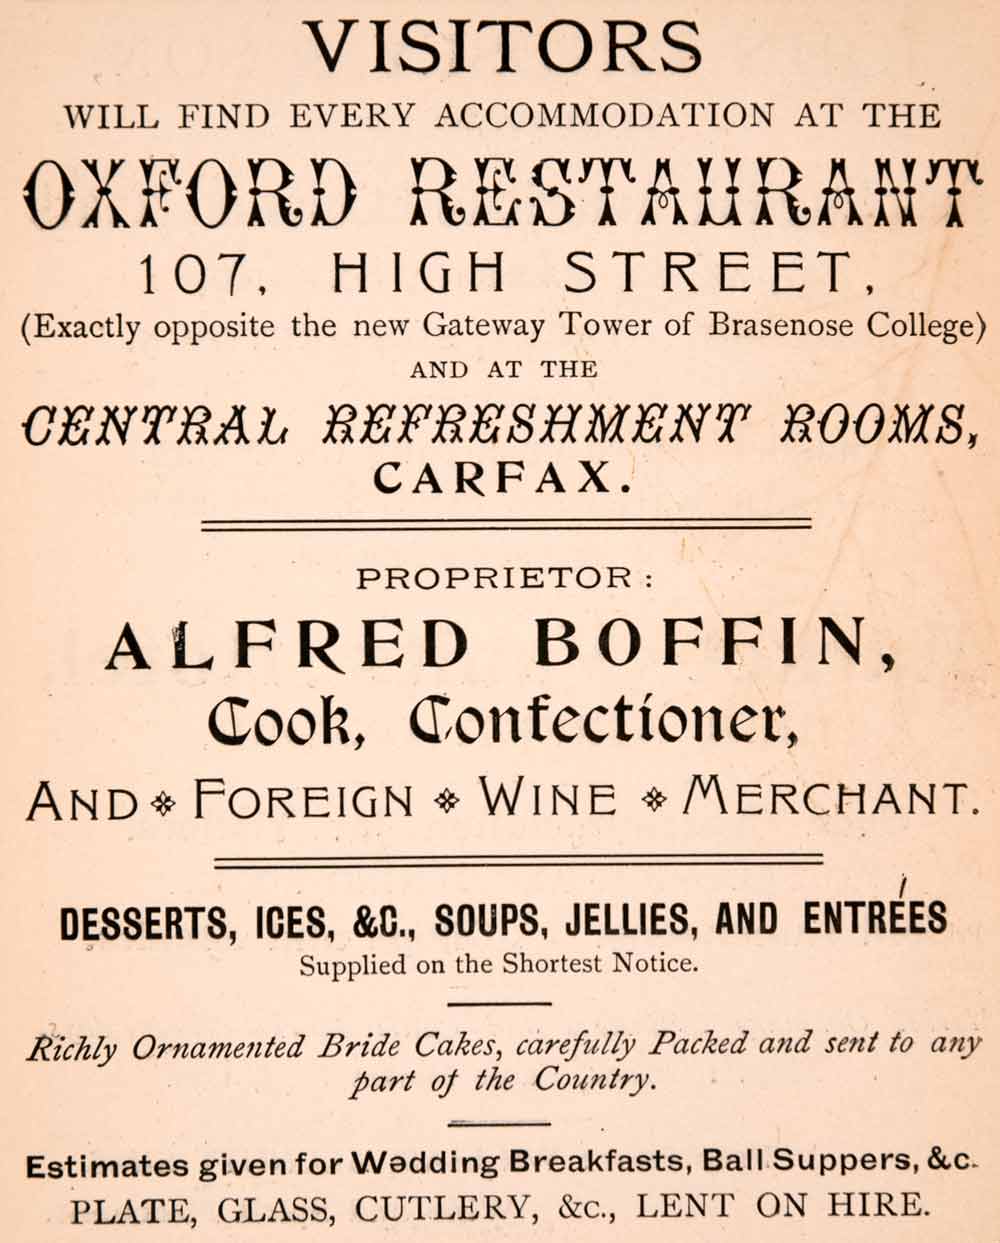 VISITORS
WILL FIND EVERY ACCOMMODATION AT THE
OXFORD RESTAURANT
107, HIGH STREET,
(Exactly opposite the new Gateway Tower of Brasenose College)
AND AT THE
CENTRAL REFRESHMENT ROOMS,
CARFAX.
PROPRIETOR:
ALFRED BOFFIN,
Cook, Confectioner,
AND FOREIGN WINE MERCHANT.
DESSERTS, ICES, &C., SOUPS, JELLIES, AND ENTRÉES
Supplied on the Shortest Notice.
Richly Ornamented Bride Cakes, carefully Packed and sent to any
part of the Country.
Estimates given for Wedding Breakfasts, Ball Suppers, &c.
PLATE, GLASS, CUTLERY, &c., LENT ON HIRE.